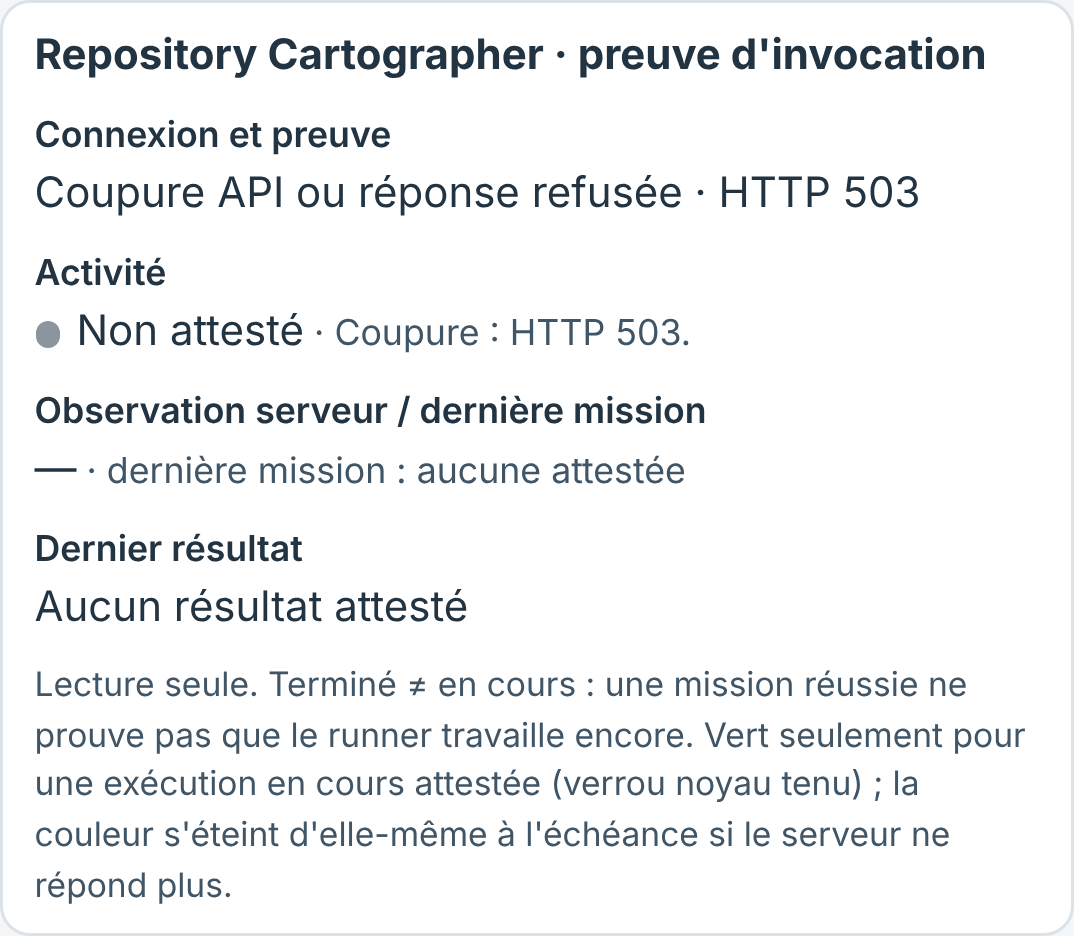 Repository Cartographer · preuve d'invocation
Connexion et preuve
Coupure API ou réponse refusée · HTTP 503
Activité
Non attesté · Coupure : HTTP 503.
Observation serveur / dernière mission
— · dernière mission : aucune attestée
Dernier résultat
Aucun résultat attesté
Lecture seule. Terminé ≠ en cours : une mission réussie ne
prouve pas que le runner travaille encore. Vert seulement pour
une exécution en cours attestée (verrou noyau tenu) ; la
couleur s'éteint d'elle-même à l'échéance si le serveur ne
répond plus.